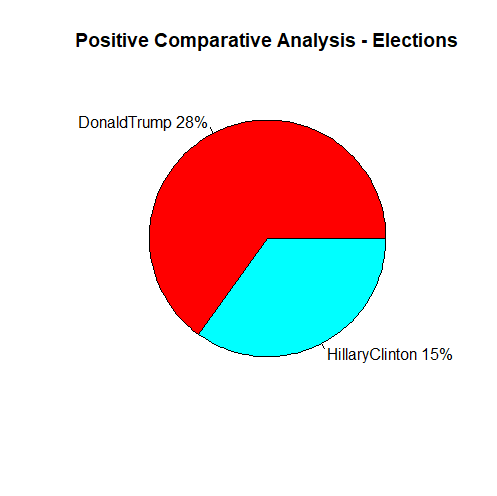 Positive Comparative Analysis - Elections
DonaldTrump 28%
HillaryClinton 15%